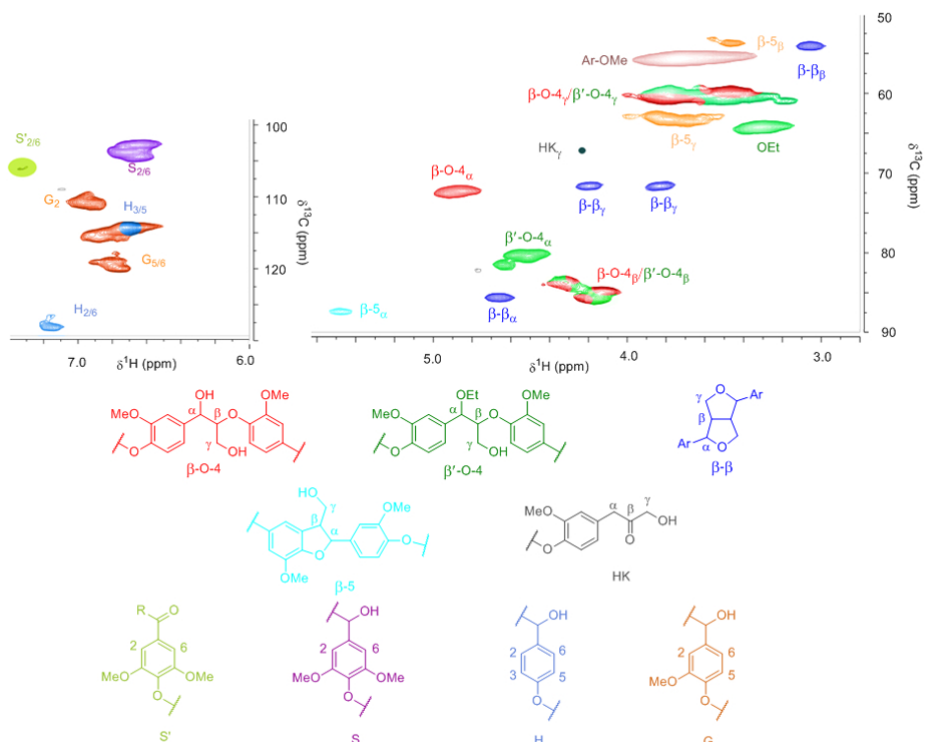 50
β-5β
Ar-OMe
β-ββ
β-O-4γ/β′-O-4γ
60
β-5γ
OEt
HKγ
β-O-4α
70
β-βγ
β-βγ
δ13C (ppm)
β′-O-4α
80
β-O-4β/β′-O-4β
β-5α
β-βα
90
5.0
4.0
3.0
δ1H (ppm)
100
S′2/6
S2/6
G2
110
H3/5
δ13C (ppm)
G5/6
120
H2/6
7.0
6.0
δ1H (ppm)
OH
OMe
MeO
α
β
O
γ
OH
O
β-O-4
OEt
OMe
MeO
α
β
O
γ
OH
O
β′-O-4
O
Ar
γ
β
Ar
α
O
β-β
HO
γ
β
α
OMe
O
O
OMe
β-5
MeO
α
β
γ
OH
O
O
HK
R
O
2
6
MeO
OMe
O
S′
OH
2
6
MeO
OMe
O
S
OH
2
6
3
5
O
H
OH
2
6
MeO
5
O
G